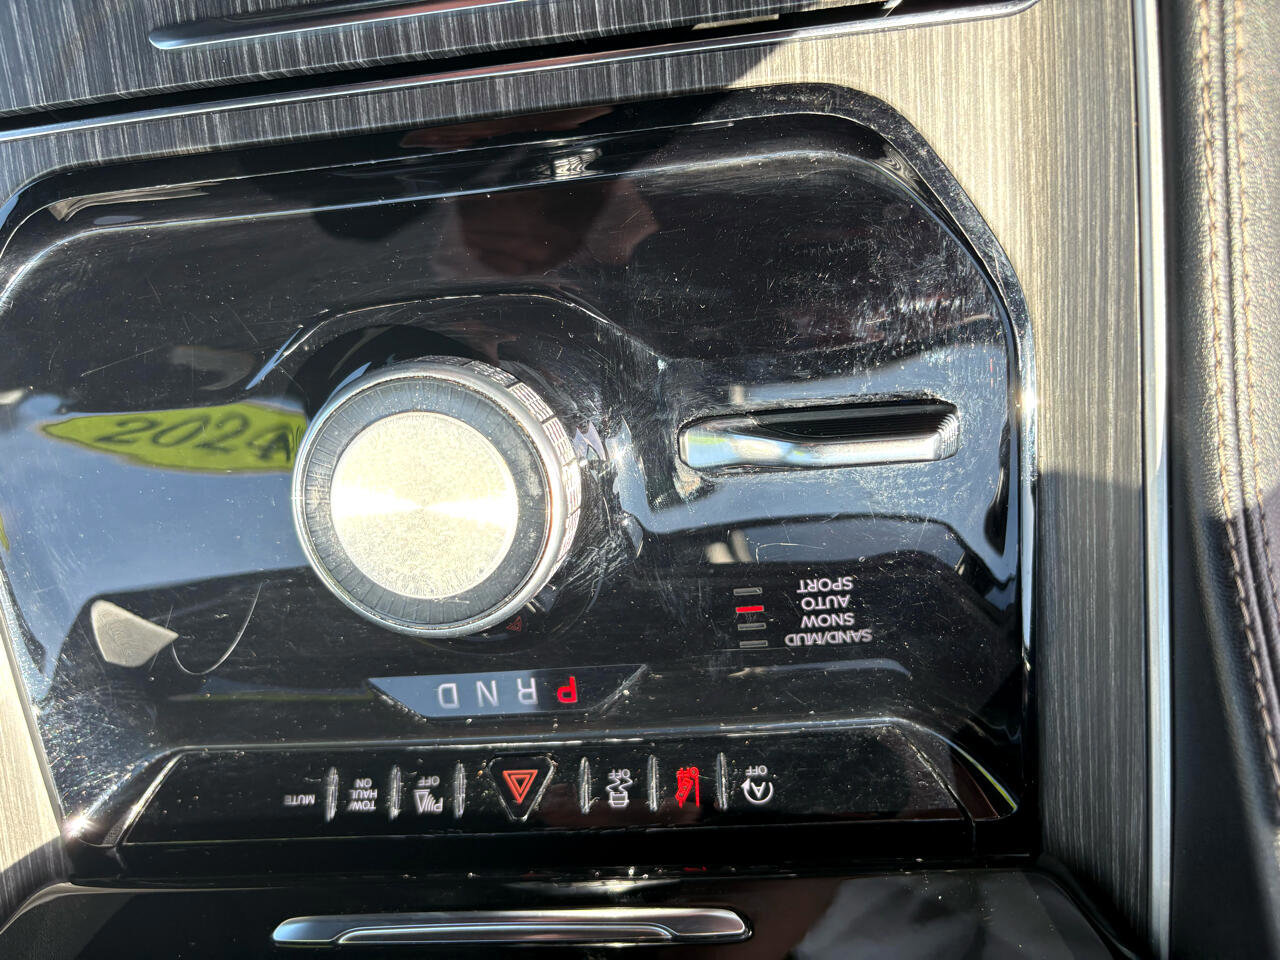 OFF
OFF
P OFF
TOW/
HAUL
ON
MUTE
P R N D
SAND/MUD
SNOW
AUTO
SPORT
2024